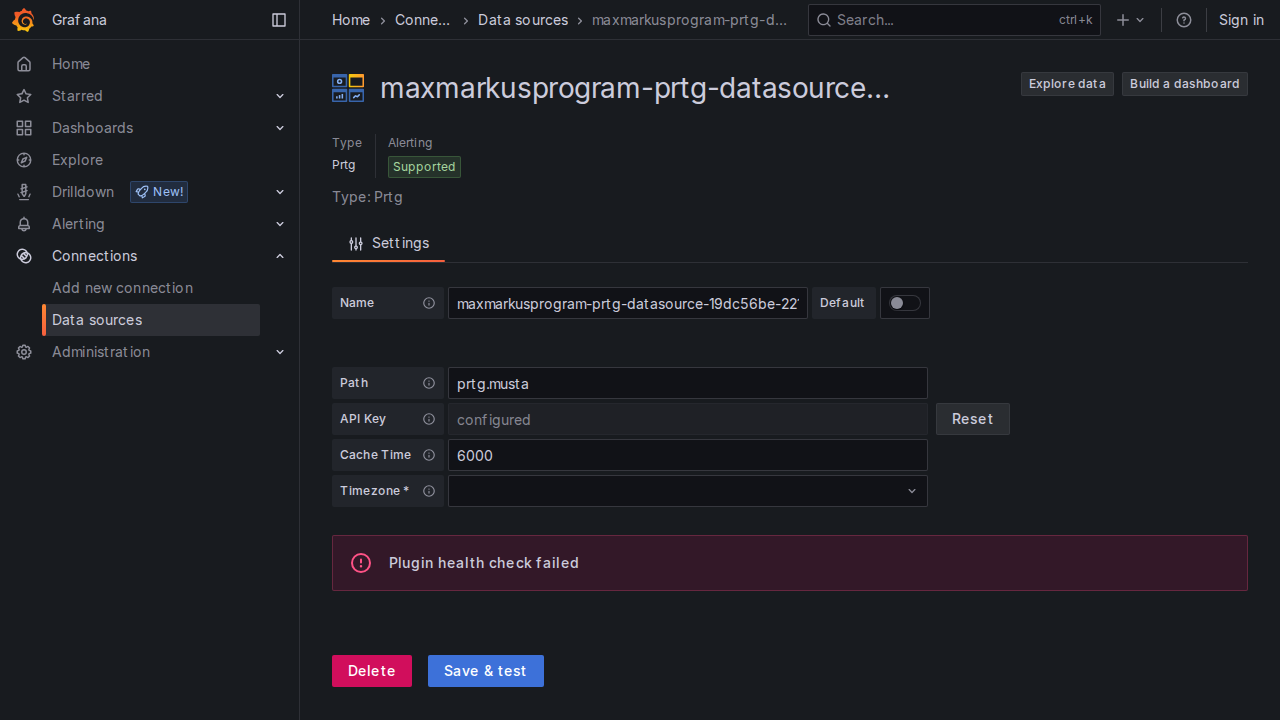 Grafana
Home › Conne... › Data sources › maxmarkusprogram-prtg-d...
Search...
ctrl+k
Sign in
Home
Starred
Dashboards
Explore
Drilldown
New!
Alerting
Connections
Add new connection
Data sources
Administration
maxmarkusprogram-prtg-datasource...
Explore data
Build a dashboard
Type
Prtg
Alerting
Supported
Type: Prtg
Settings
Name
maxmarkusprogram-prtg-datasource-19dc56be-22
Default
Path
prtg.musta
API Key
configured
Reset
Cache Time
6000
Timezone *
Plugin health check failed
Delete
Save & test